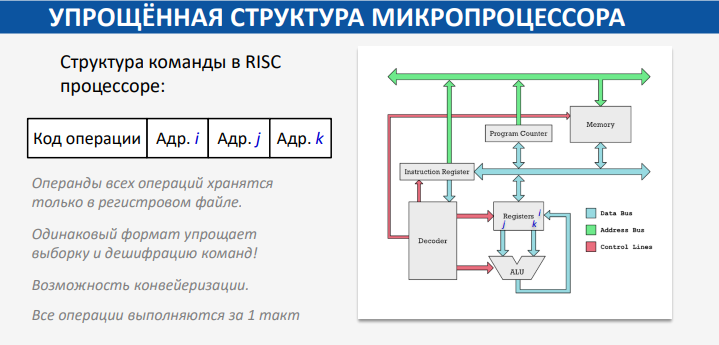 УПРОЩЁННАЯ СТРУКТУРА МИКРОПРОЦЕССОРА
Структура команды в RISC
процессоре:
Код операции Адр. i Адр. j Адр. k
Операнды всех операций хранятся
только в регистровом файле.
Одинаковый формат упрощает
выборку и дешифрацию команд!
Возможность конвейеризации.
Все операции выполняются за 1 такт
Memory
Program Counter
Instruction Register
Registers i
j k
Decoder
ALU
Data Bus
Address Bus
Control Lines